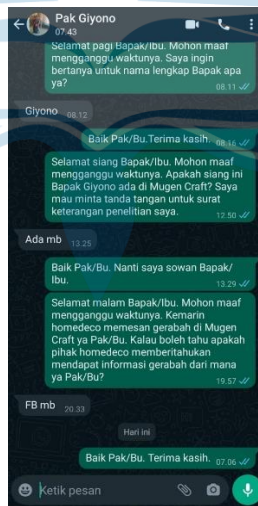 Pak Giyono
07.43
Selamat pagi Bapak/Ibu. Mohon maaf
mengganggu waktunya. Saya ingin
bertanya untuk nama lengkap Bapak apa
ya?
08.11
Giyono 08.12
Baik Pak/Bu.Terima kasih. 08.16
Selamat siang Bapak/Ibu. Mohon maaf
mengganggu waktunya. Apakah siang ini
Bapak Giyono ada di Mugen Craft? Saya
mau minta tanda tangan untuk surat
keterangan penelitian saya. 12.50
Ada mb 13.25
Baik Pak/Bu. Nanti saya sowan Bapak/
Ibu. 13.29
Selamat malam Bapak/Ibu. Mohon maaf
mengganggu waktunya. Kemarin
homedeco memesan gerabah di Mugen
Craft ya Pak/Bu. Kalau boleh tahu apakah
pihak homedeco memberitahukan
mendapat informasi gerabah dari mana
ya Pak/Bu? 19.57
FB mb 20.33
Hari ini
Baik Pak/Bu. Terima kasih. 07.06
Ketik pesan